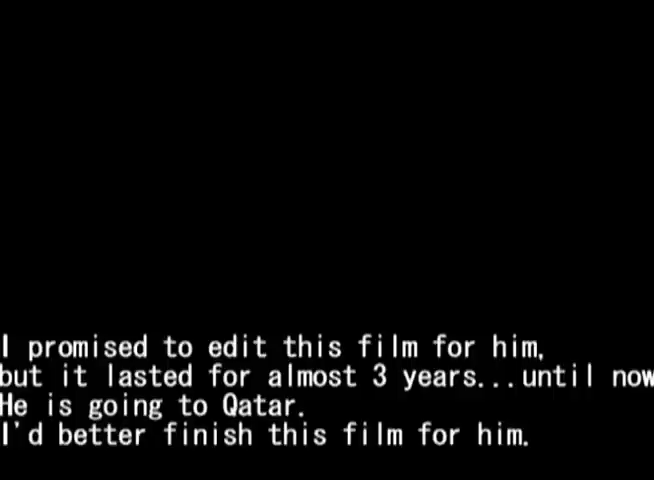 I promised to edit this film for him,
but it lasted for almost 3 years...until now
He is going to Qatar.
I'd better finish this film for him.